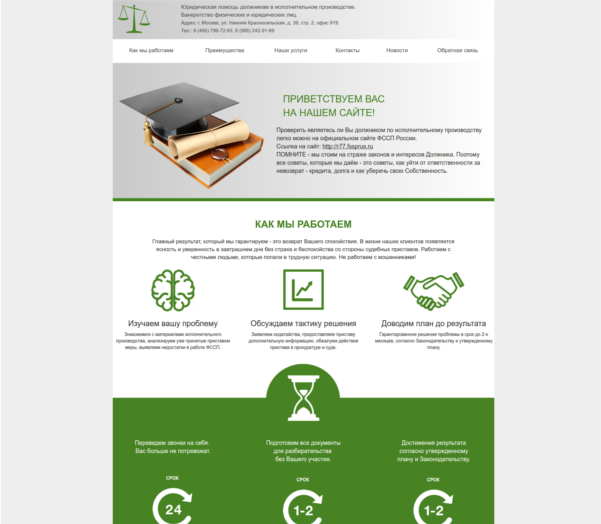 Юридическая помощь должникам в исполнительном производстве.
Банкротство физических и юридических лиц.
Адрес: г. Москва, ул. Нижняя Красносельская, д. 39, стр. 2, офис 919.
Тел.: 8 (495) 790-72-93, 8 (985) 242-91-60
Как мы работаем Преимущества Наши услуги Контакты Новости Обратная связь
ПРИВЕТСТВУЕМ ВАС
НА НАШЕМ САЙТЕ!
Проверить являетесь ли Вы должником по исполнительному производству
легко можно на официальном сайте ФССП России.
Ссылка на сайт: http://r77.fssprus.ru
ПОМНИТЕ - мы стоим на страже законов и интересов Должника. Поэтому
все советы, которые мы даём - это советы, как уйти от ответственности за
невозврат - кредита, долга и как уберечь свою Собственность.
КАК МЫ РАБОТАЕМ
Главный результат, который мы гарантируем - это возврат Вашего спокойствия. В жизни наших клиентов появляется
ясность и уверенность в завтрашнем дне без страха и беспокойства со стороны судебных приставов. Работаем с
честными людьми, которые попали в трудную ситуацию. Не работаем с мошенниками!
Изучаем вашу проблему
Знакомимся с материалами исполнительного
производства, анализируем уже принятые приставом
меры, выявляем недостатки в работе ФССП.
Обсуждаем тактику решения
Заявляем ходатайства, предоставляем приставу
дополнительную информацию, обжалуем действия
пристава в прокуратуре и суде.
Доводим план до результата
Гарантированное решение проблемы в срок до 2-х
месяцев, согласно Законодательству и утвержденному
плану.
Переведем звонки на себя.
Вас больше не потревожат.
Подготовим все документы
для разбирательства
без Вашего участия.
Достижения результата
согласно утвержденному
плану и Законодательству.
СРОК СРОК СРОК
24 1-2 1-2